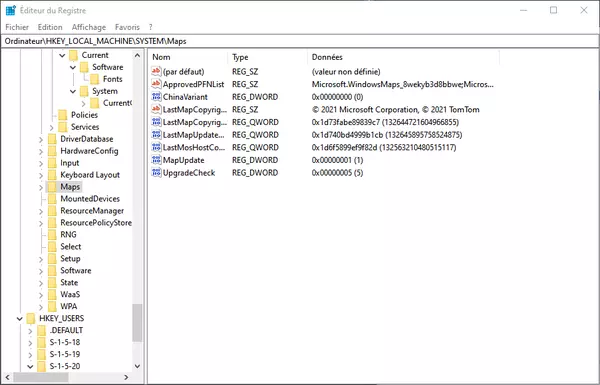 Éditeur du Registre
Fichier Edition Affichage Favoris ?
Ordinateur\HKEY_LOCAL_MACHINE\SYSTEM\Maps
Current
Software
Fonts
System
CurrentC
Policies
Services
DriverDatabase
HardwareConfig
Input
Keyboard Layout
Maps
MountedDevices
ResourceManager
ResourcePolicyStore
RNG
Select
Setup
Software
State
WaaS
WPA
HKEY_USERS
.DEFAULT
S-1-5-18
S-1-5-19
S-1-5-20
Nom Type Données
(par défaut) REG_SZ (valeur non définie)
ApprovedPFNList REG_SZ Microsoft.WindowsMaps_8wekyb3d8bbwe;Micros...
ChinaVariant REG_DWORD 0x00000000 (0)
LastMapCopyrig... REG_SZ © 2021 Microsoft Corporation, © 2021 TomTom
LastMapCopyrig... REG_QWORD 0x1d73fabe89839c7 (132644721604966855)
LastMapUpdate... REG_QWORD 0x1d740bd4999b1cb (132645895758524875)
LastMosHostCo... REG_QWORD 0x1d6f5899ef9f82d (132563210480515117)
MapUpdate REG_DWORD 0x00000001 (1)
UpgradeCheck REG_DWORD 0x00000005 (5)